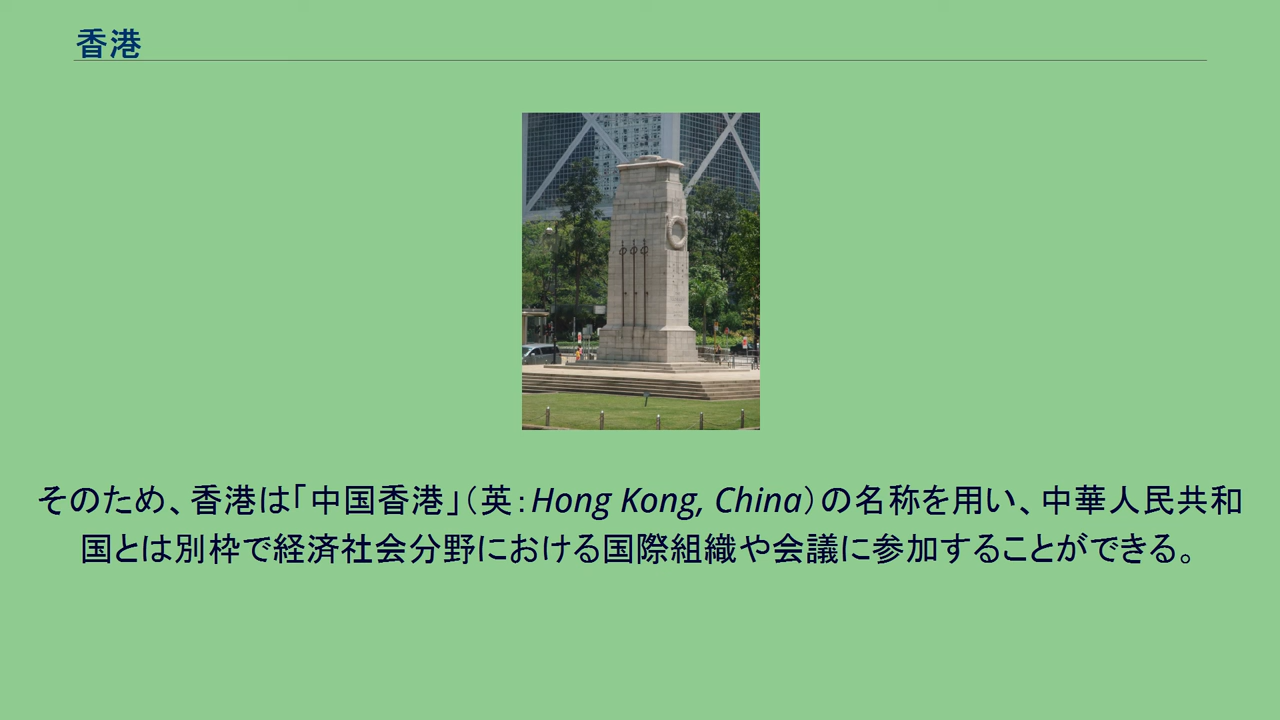 香港
そのため、香港は「中国香港」（英：Hong Kong, China）の名称を用い、中華人民共和
国とは別枠で経済社会分野における国際組織や会議に参加することができる。